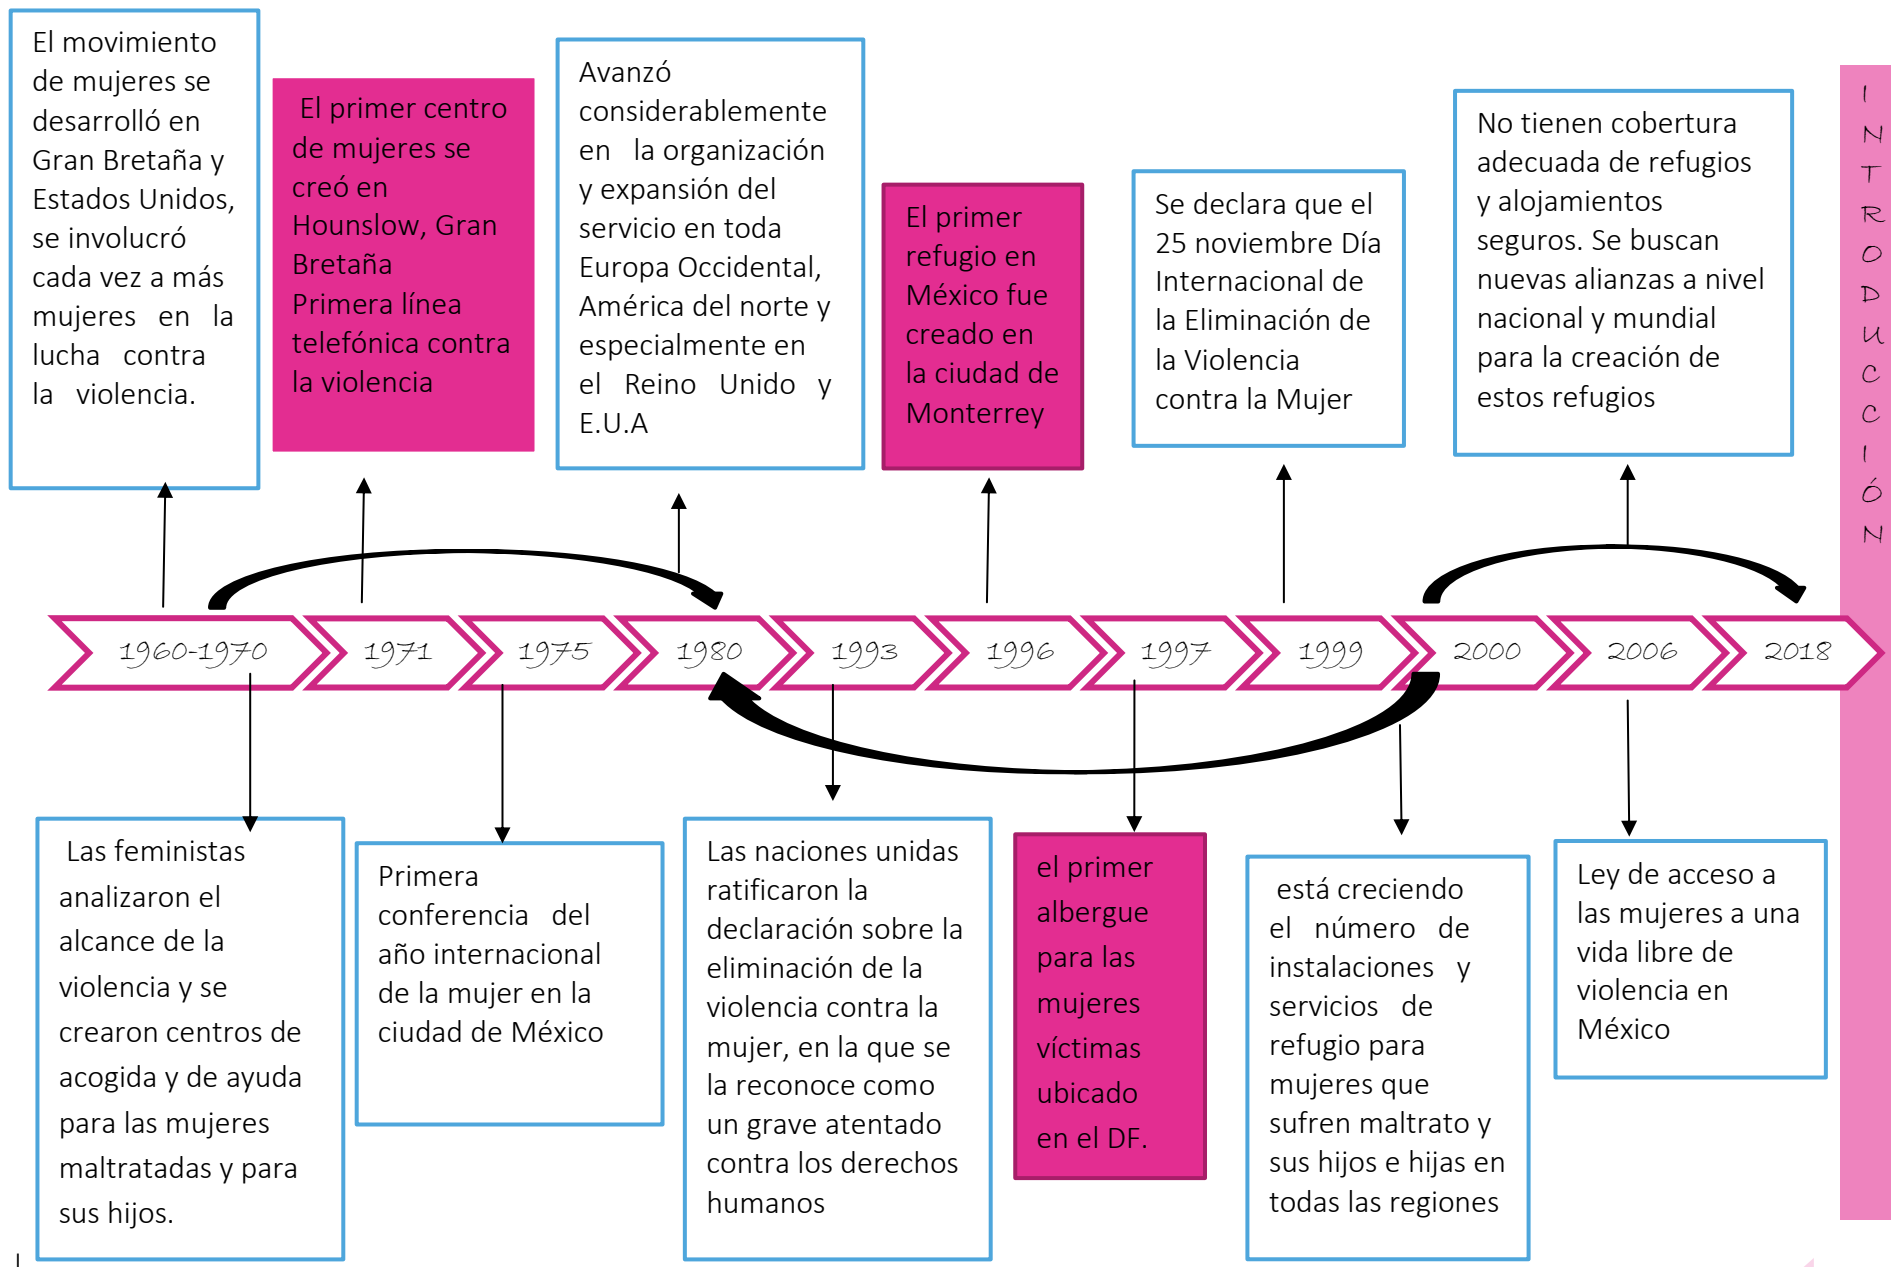 El movimiento
de mujeres se
desarrolló en
Gran Bretaña y
Estados Unidos,
se involucró
cada vez a más
mujeres en la
lucha contra
la violencia.
El primer centro
de mujeres se
creó en
Hounslow, Gran
Bretaña
Primera línea
telefónica contra
la violencia
Avanzó
considerablemente
en la organización
y expansión del
servicio en toda
Europa Occidental,
América del norte y
especialmente en
el Reino Unido y
E.U.A
El primer
refugio en
México fue
creado en
la ciudad de
Monterrey
Se declara que el
25 noviembre Día
Internacional de
la Eliminación de
la Violencia
contra la Mujer
No tienen cobertura
adecuada de refugios
y alojamientos
seguros. Se buscan
nuevas alianzas a nivel
nacional y mundial
para la creación de
estos refugios
INTRODUCCIÓN
1960-1970
1971
1975
1980
1993
1996
1997
1999
2000
2006
2018
Las feministas
analizaron el
alcance de la
violencia y se
crearon centros de
acogida y de ayuda
para las mujeres
maltratadas y para
sus hijos.
Primera
conferencia del
año internacional
de la mujer en la
ciudad de México
Las naciones unidas
ratificaron la
declaración sobre la
eliminación de la
violencia contra la
mujer, en la que se
la reconoce como
un grave atentado
contra los derechos
humanos
el primer
albergue
para las
mujeres
víctimas
ubicado
en el DF.
está creciendo
el número de
instalaciones y
servicios de
refugio para
mujeres que
sufren maltrato y
sus hijos e hijas en
todas las regiones
Ley de acceso a
las mujeres a una
vida libre de
violencia en
México